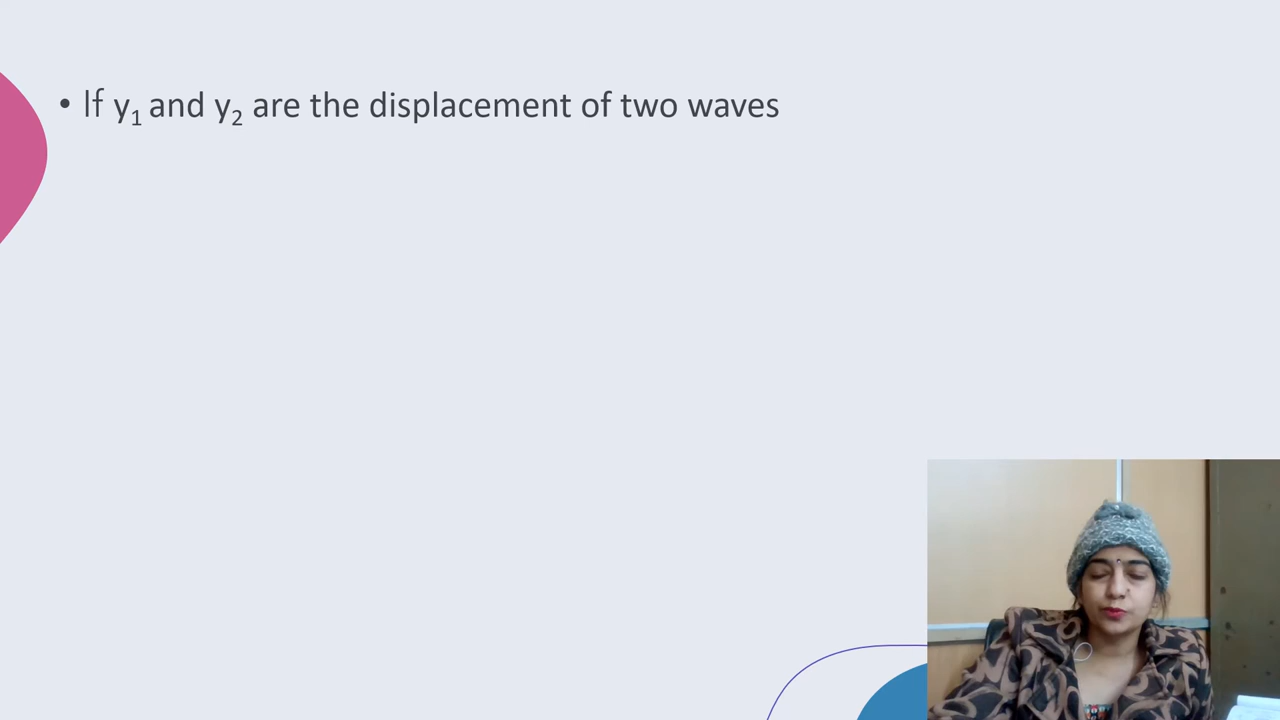 • If y₁ and y₂ are the displacement of two waves